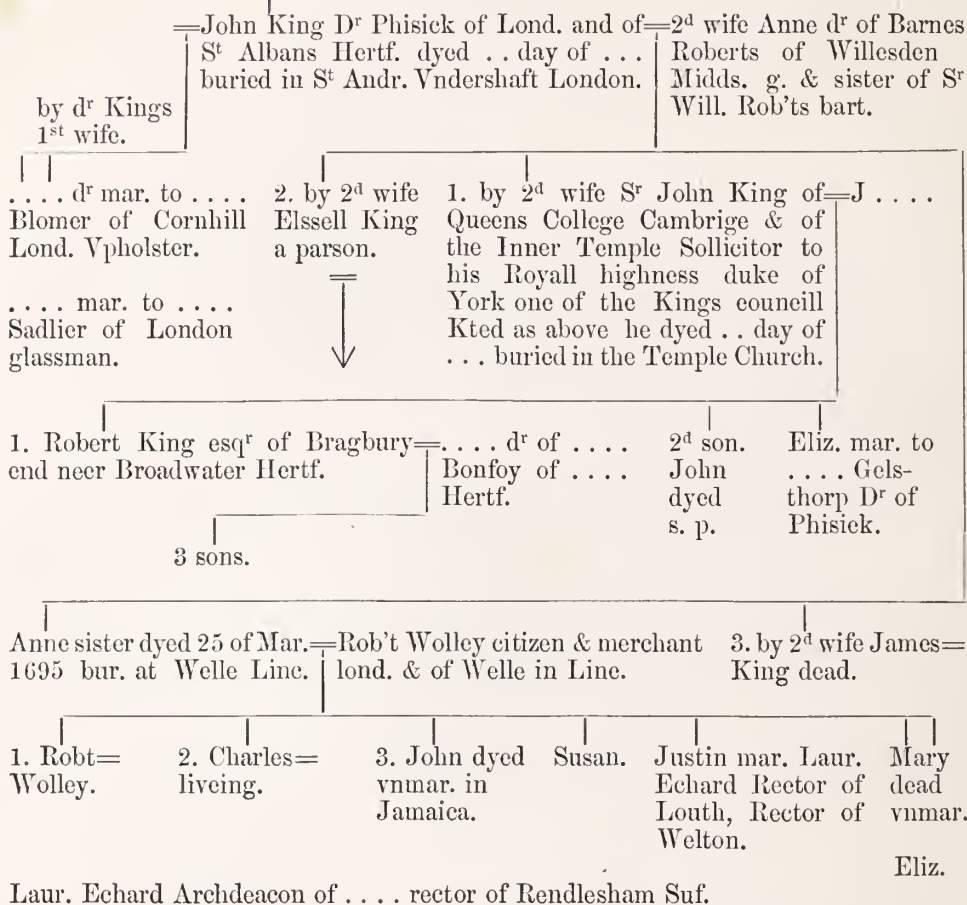 =John King Dʳ Phisick of Lond. and of=
Sᵗ Albans Hertf. dyed . . day of . . .
buried in Sᵗ Andr. Vndershaft London.
2ᵈ wife Anne dʳ of Barnes
Roberts of Willesden
Midds. g. & sister of Sʳ
Will. Rob'ts bart.
by dʳ Kings
1ˢᵗ wife.
. . . . dʳ mar. to . . . .
Blomer of Cornhill
Lond. Vpholster.
. . . . mar. to . . . .
Sadlier of London
glassman.
2. by 2ᵈ wife
Elssell King
a parson.
1. by 2ᵈ wife Sʳ John King of=
Queens College Cambrige & of
the Inner Temple Sollicitor to
his Royall highness duke of
York one of the Kings councill
Kted as above he dyed . . day of
. . . buried in the Temple Church.
J . . . .
1. Robert King esqʳ of Bragbury=
end neer Broadwater Hertf.
. . . . dʳ of . . . .
Bonfoy of . . . .
Hertf.
2ᵈ son.
John
dyed
s. p.
Eliz. mar. to
. . . . Gels-
thorp Dʳ of
Phisick.
3 sons.
Anne sister dyed 25 of Mar.=
1695 bur. at Welle Linc.
Rob't Wolley citizen & merchant
lond. & of Welle in Linc.
3. by 2ᵈ wife James=
King dead.
1. Robt=
Wolley.
2. Charles=
liveing.
3. John dyed
vnmar. in
Jamaica.
Susan.
Justin mar. Laur.
Echard Rector of
Louth, Rector of
Welton.
Mary
dead
vnmar.
Eliz.
Laur. Echard Archdeacon of . . . . rector of Rendlesham Suf.